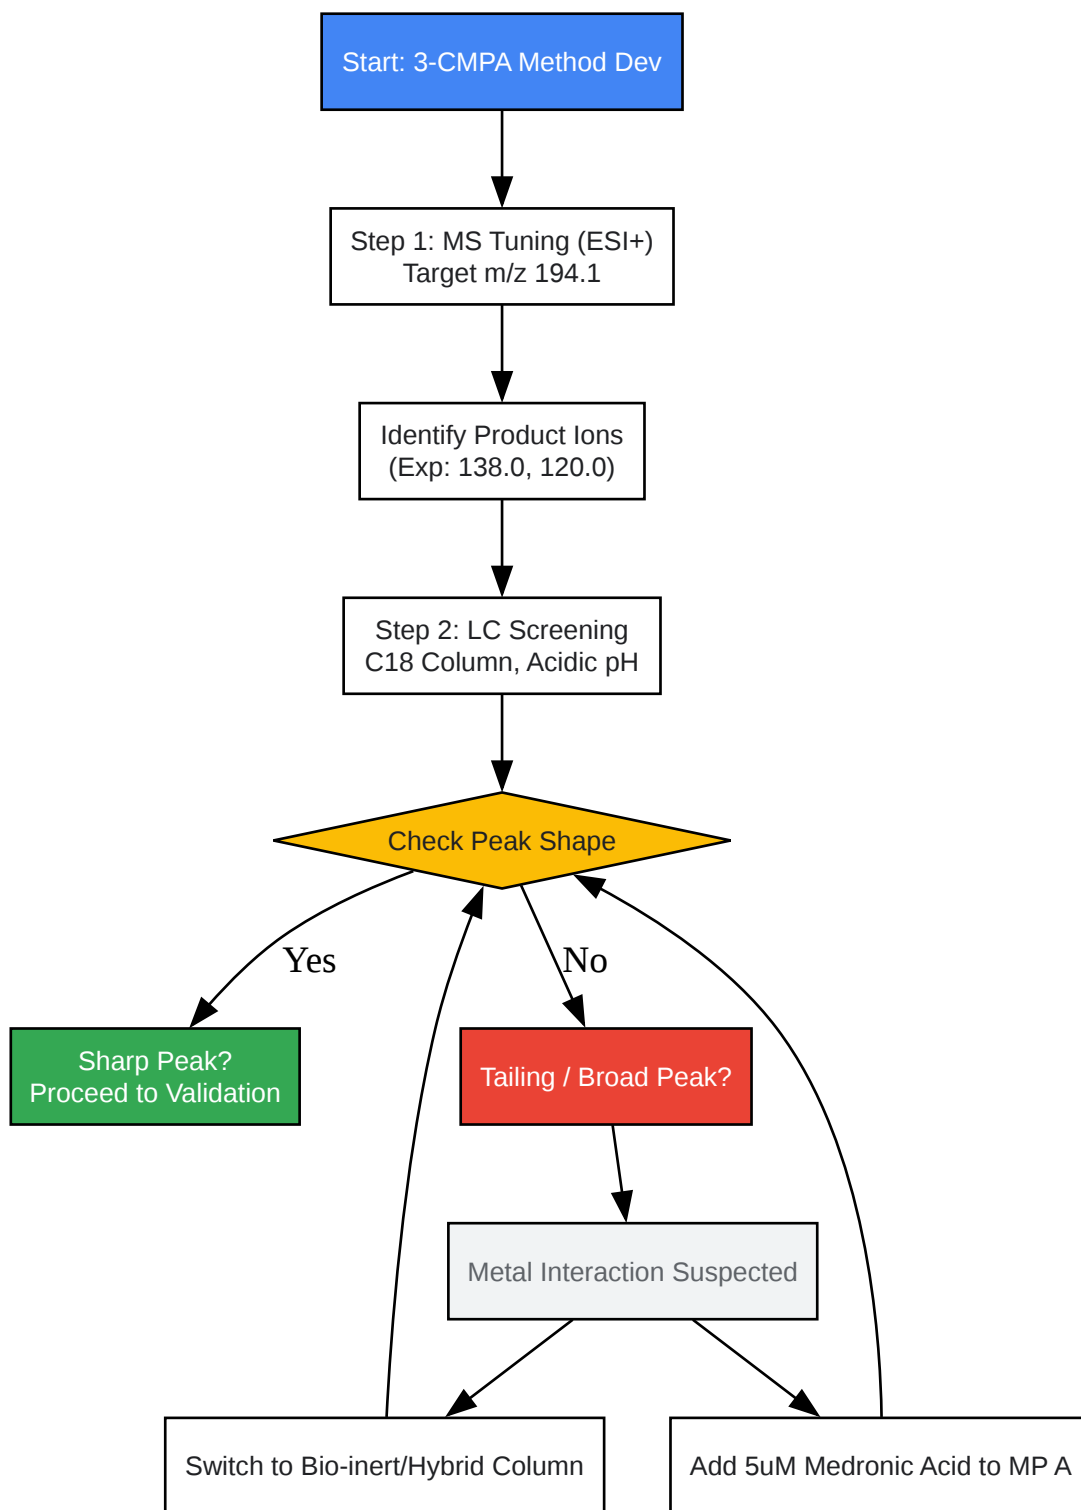 Start: 3-CMPA Method Dev
Step 1: MS Tuning (ESI+)
Target m/z 194.1
Identify Product Ions
(Exp: 138.0, 120.0)
Step 2: LC Screening
C18 Column, Acidic pH
Check Peak Shape
Yes
No
Sharp Peak?
Proceed to Validation
Tailing / Broad Peak?
Metal Interaction Suspected
Switch to Bio-inert/Hybrid Column
Add 5uM Medronic Acid to MP A